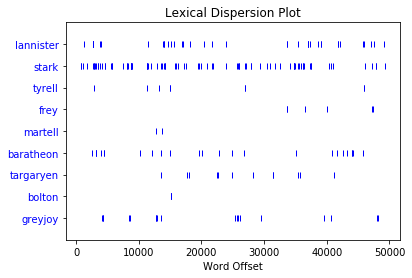 Lexical Dispersion Plot
lannister
stark
tyrell
frey
martell
baratheon
targaryen
bolton
greyjoy
0 10000 20000 30000 40000 50000
Word Offset